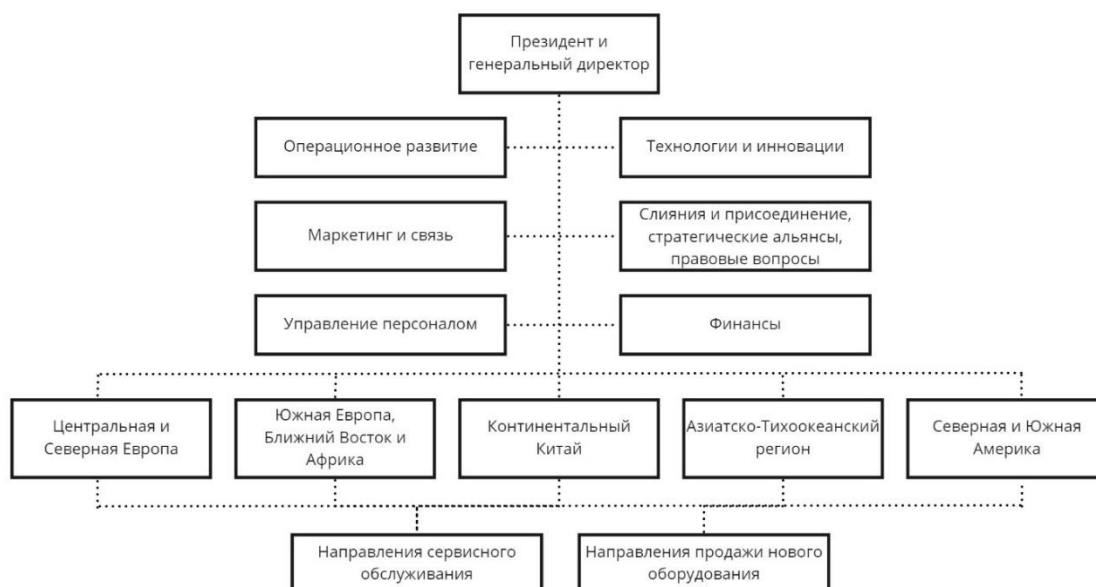 Президент и
генеральный директор
Операционное развитие
Технологии и инновации
Маркетинг и связь
Слияния и присоединение,
стратегические альянсы,
правовые вопросы
Управление персоналом
Финансы
Центральная и
Северная Европа
Южная Европа,
Ближний Восток и
Африка
Континентальный
Китай
Азиатско-Тихоокеанский
регион
Северная и Южная
Америка
Направления сервисного
обслуживания
Направления продажи нового
оборудования